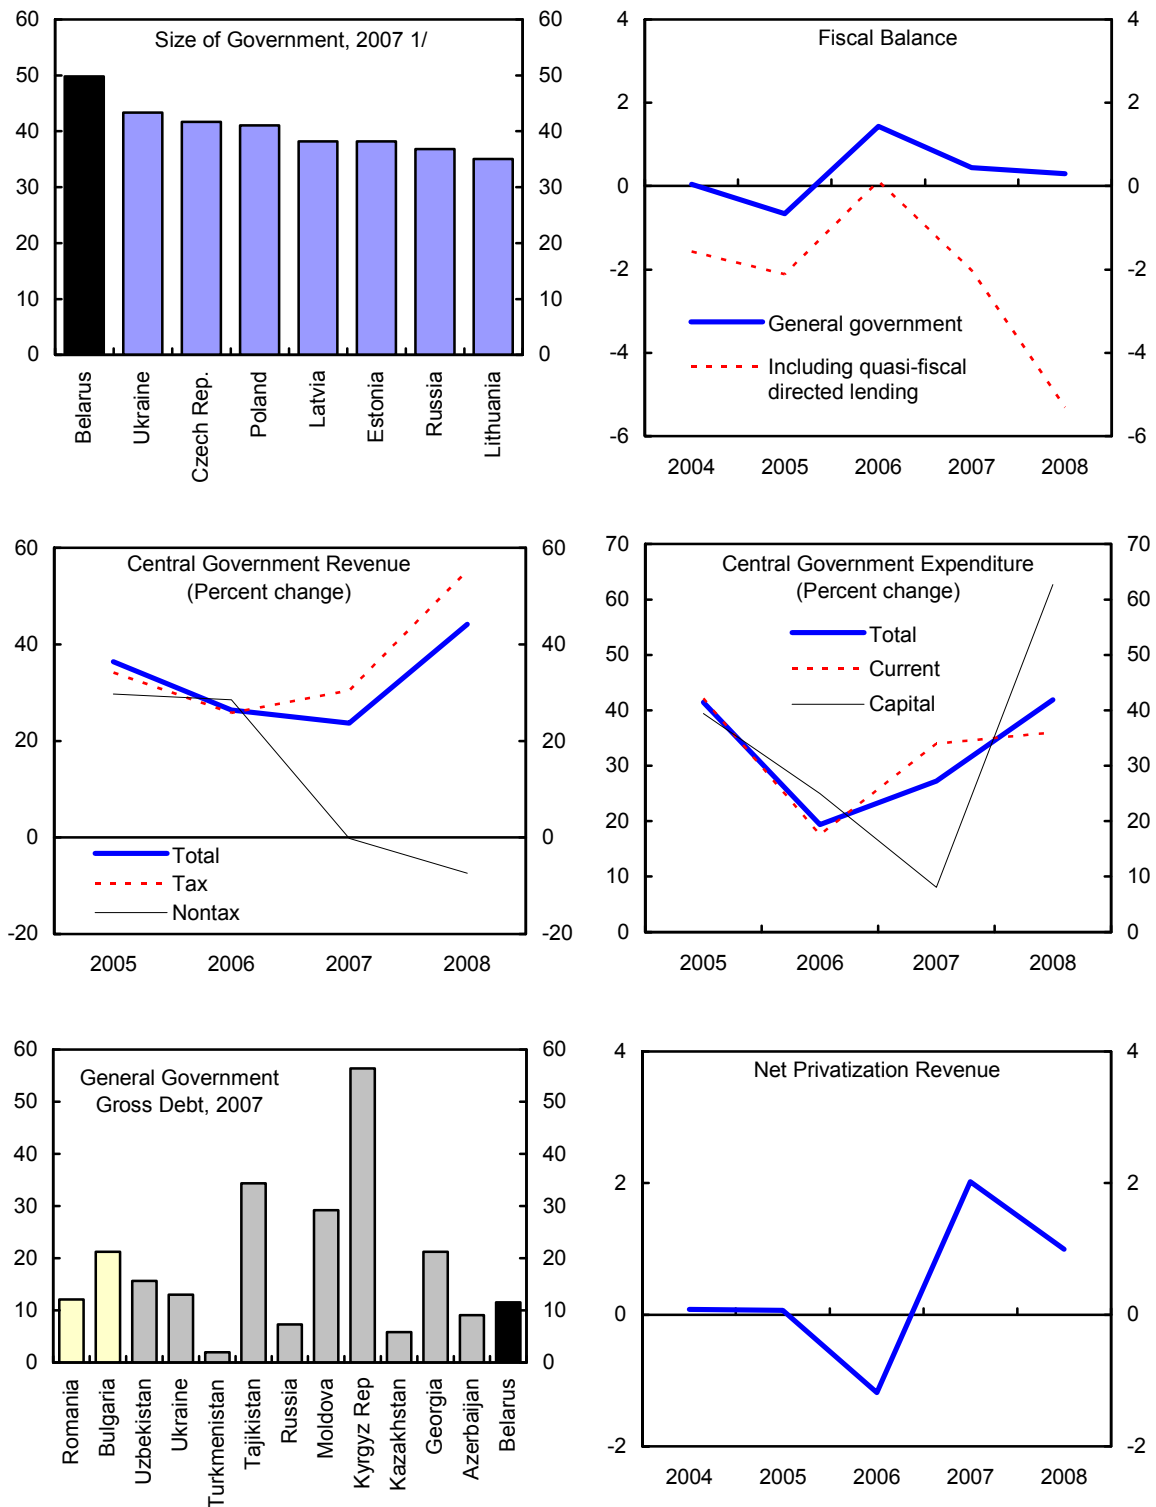 Size of Government, 2007 1/
60
50
40
30
20
10
0
60
50
40
30
20
10
0
Belarus
Ukraine
Czech Rep.
Poland
Latvia
Estonia
Russia
Lithuania
Fiscal Balance
4
2
0
-2
-4
-6
4
2
0
-2
-4
-6
General government
Including quasi-fiscal
directed lending
2004
2005
2006
2007
2008
Central Government Revenue
(Percent change)
60
40
20
0
-20
60
40
20
0
-20
Total
Tax
Nontax
2005
2006
2007
2008
Central Government Expenditure
(Percent change)
70
60
50
40
30
20
10
0
70
60
50
40
30
20
10
0
Total
Current
Capital
2005
2006
2007
2008
General Government
Gross Debt, 2007
60
50
40
30
20
10
0
60
50
40
30
20
10
0
Romania
Bulgaria
Uzbekistan
Ukraine
Turkmenistan
Tajikistan
Russia
Moldova
Kyrgyz Rep
Kazakhstan
Georgia
Azerbaijan
Belarus
Net Privatization Revenue
4
2
0
-2
4
2
0
-2
2004
2005
2006
2007
2008